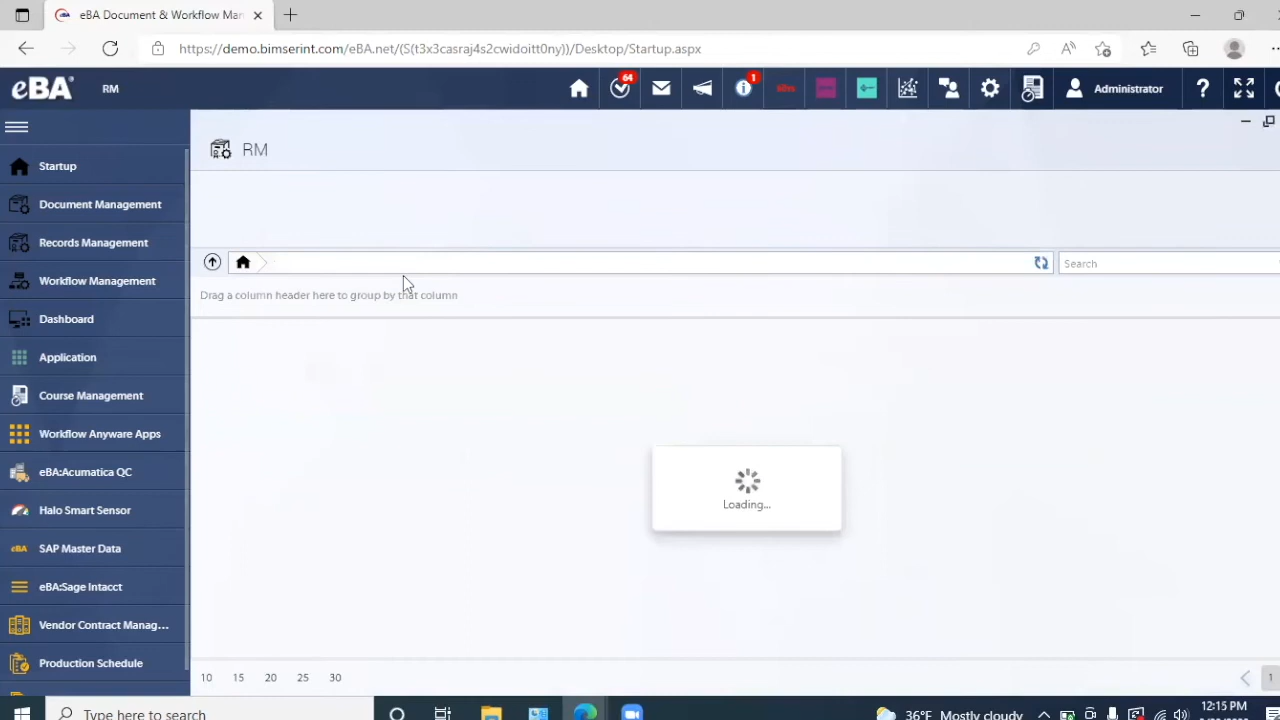 eBA Document & Workflow Mar
https://demo.bimserint.com/eBA.net/(S(t3x3casraj4s2cwidoitt0ny))/Desktop/Startup.aspx
eBA RM 64 1 Administrator ?
RM
Startup
Document Management
Records Management
Workflow Management
Dashboard
Application
Course Management
Workflow Anyware Apps
eBA:Acumatica QC
Halo Smart Sensor
eBA SAP Master Data
eBA:Sage Intacct
Vendor Contract Manag...
Production Schedule
Search
Drag a column header here to group by that column
Loading...
10 15 20 25 30
1
Type here to search
36°F Mostly cloudy
12:15 PM